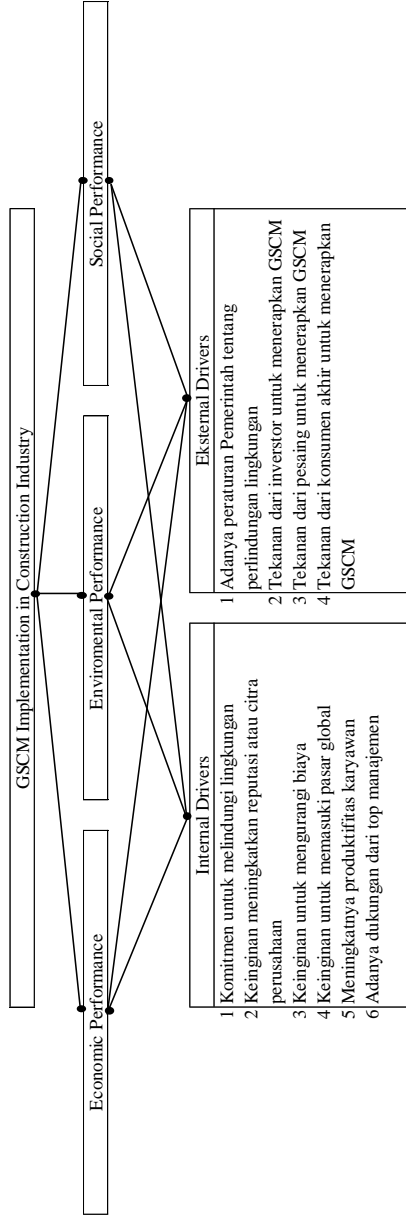 GSCM Implementation in Construction Industry
Economic Performance
Enviromental Performance
Social Performance
Internal Drivers
1 Komitmen untuk melindungi lingkungan
2 Keinginan meningkatkan reputasi atau citra
perusahaan
3 Keinginan untuk mengurangi biaya
4 Keinginan untuk memasuki pasar global
5 Meningkatnya produktifitas karyawan
6 Adanya dukungan dari top manajemen
Eksternal Drivers
1 Adanya peraturan Pemerintah tentang
perlindungan lingkungan
2 Tekanan dari inverstor untuk menerapkan GSCM
3 Tekanan dari pesaing untuk menerapkan GSCM
4 Tekanan dari konsumen akhir untuk menerapkan
GSCM